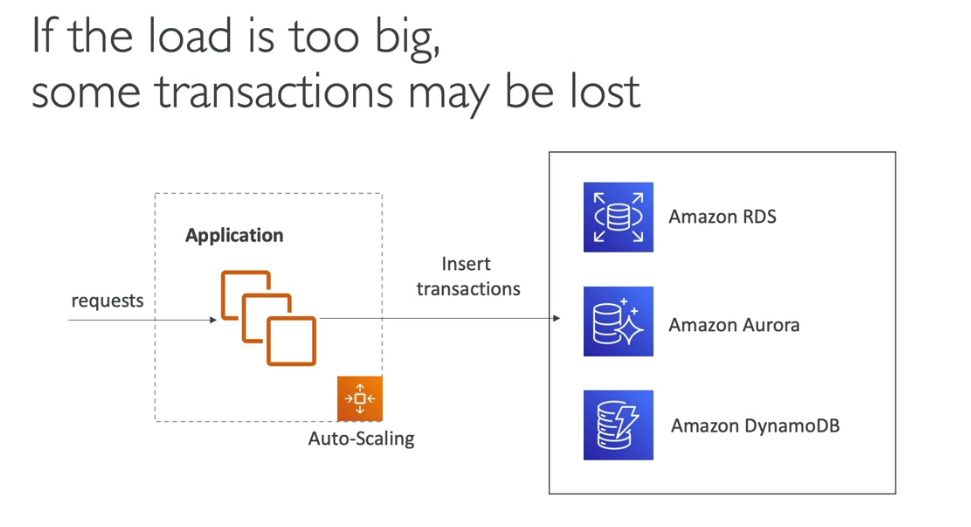 If the load is too big,
some transactions may be lost
Application
requests
Auto-Scaling
Insert
transactions
Amazon RDS
Amazon Aurora
Amazon DynamoDB